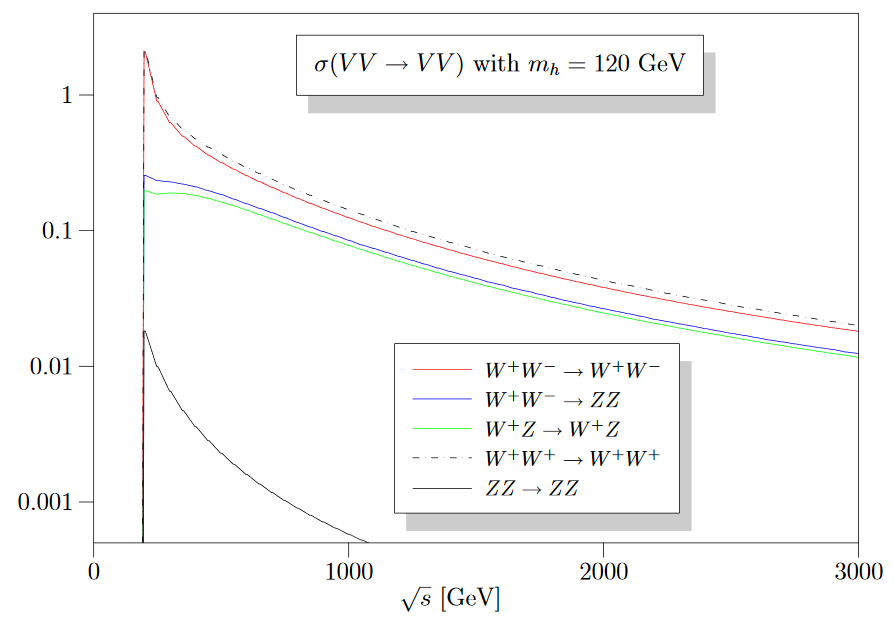 σ(VV → VV) with m_h = 120 GeV
1
0.1
0.01
0.001
W⁺W⁻ → W⁺W⁻
W⁺W⁻ → ZZ
W⁺Z → W⁺Z
W⁺W⁺ → W⁺W⁺
ZZ → ZZ
0 1000 2000 3000
√s [GeV]